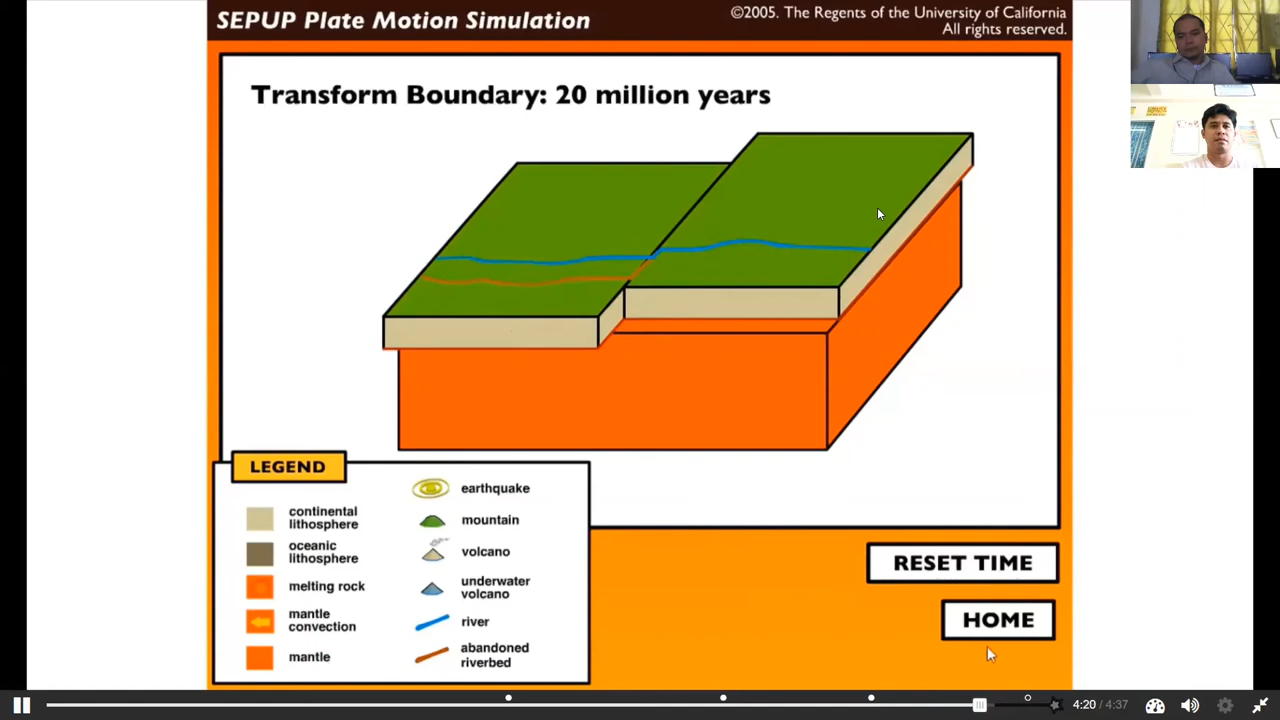 SEPUP Plate Motion Simulation
©2005. The Regents of the University of California
All rights reserved.
Transform Boundary: 20 million years
LEGEND
continental
lithosphere
oceanic
lithosphere
melting rock
mantle
convection
mantle
earthquake
mountain
volcano
underwater
volcano
river
abandoned
riverbed
RESET TIME
HOME
4:20 / 4:37